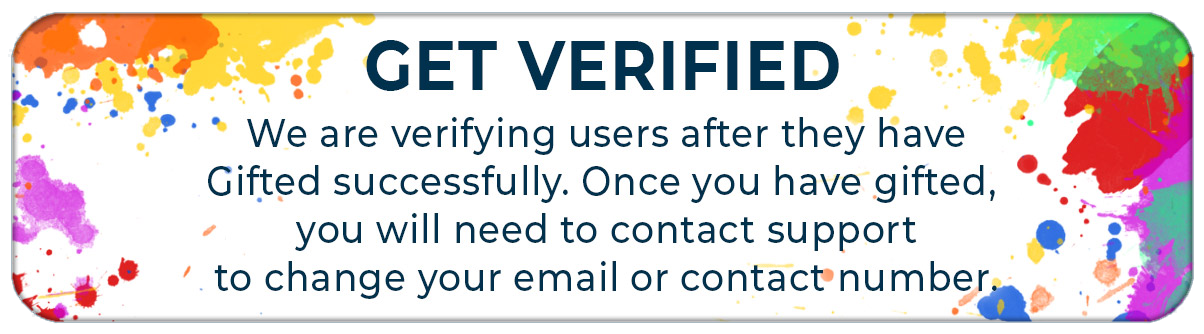 GET VERIFIED
We are verifying users after they have
Gifted successfully. Once you have gifted,
you will need to contact support
to change your email or contact number.